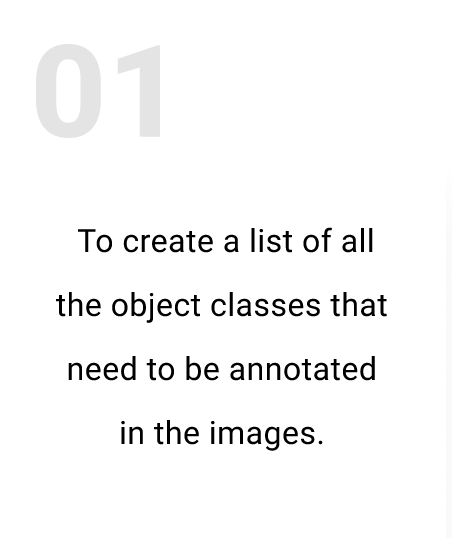 01
To create a list of all
the object classes that
need to be annotated
in the images.